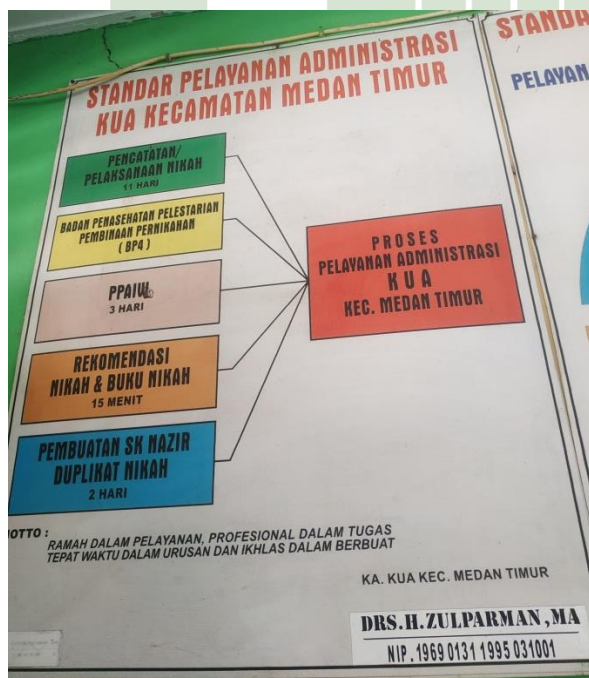 STANDAR PELAYANAN ADMINISTRASI
KUA KECAMATAN MEDAN TIMUR
PENCATATAN/
PELAKSANAAN NIKAH
11 HARI
BADAN PENASEHATAN PELESTARIAN
PEMBINAAN PERNIKAHAN
( BP4 )
PPAIW
3 HARI
REKOMENDASI
NIKAH & BUKU NIKAH
15 MENIT
PEMBUATAN SK NAZIR
DUPLIKAT NIKAH
2 HARI
PROSES
PELAYANAN ADMINISTRASI
KUA
KEC. MEDAN TIMUR
MOTTO :
RAMAH DALAM PELAYANAN, PROFESIONAL DALAM TUGAS
TEPAT WAKTU DALAM URUSAN DAN IKHLAS DALAM BERBUAT
KA. KUA KEC. MEDAN TIMUR
DRS.H.ZULPARMAN,MA
NIP. 1969 0131 1995 031001
STANDA
PELAYAN